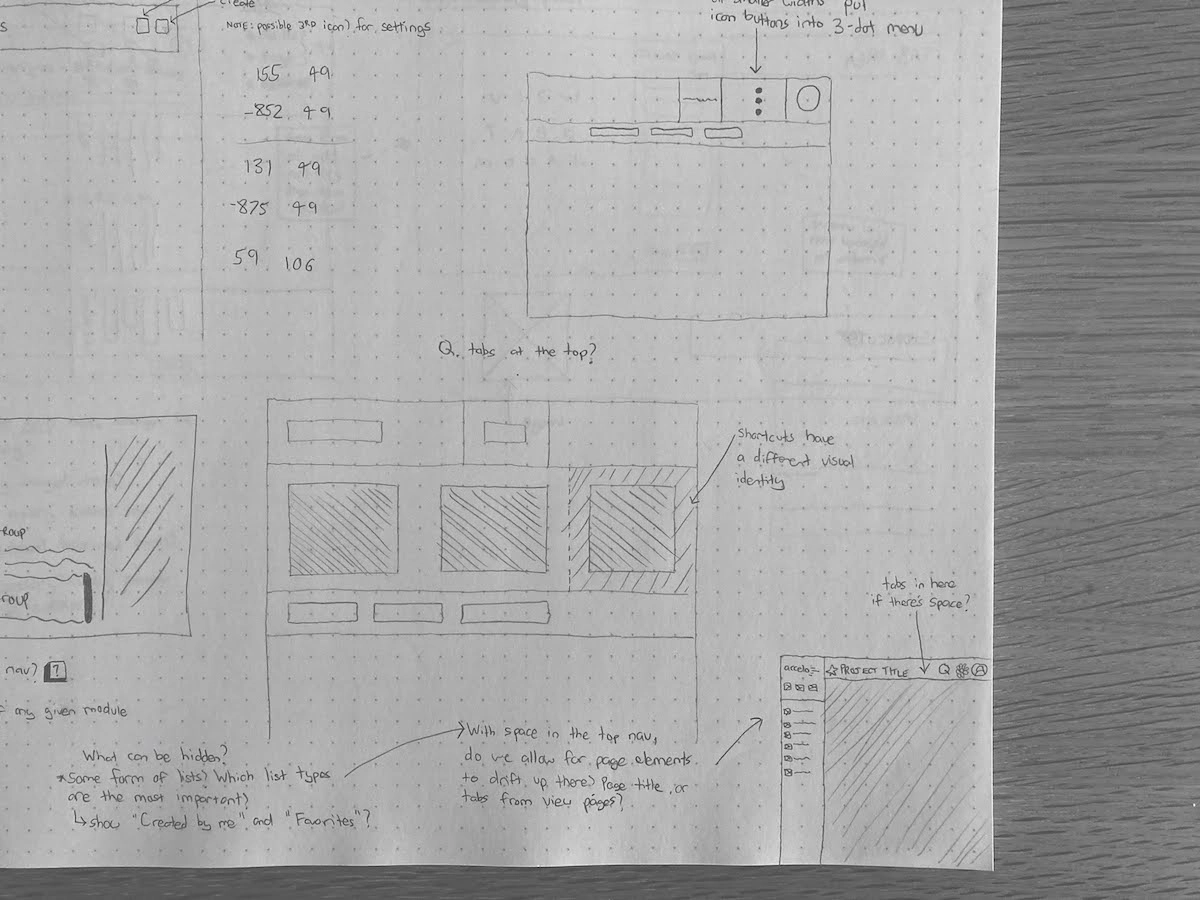 create
NOTE: possible 3RD icon) for settings
155 49
-852 49
131 49
-875 49
59 106
put
icon buttons into 3-dot menu
Q. tabs at the top?
shortcuts have
a different visual
identity
ROUP
ROUP
nav? ?
my given module
What can be hidden?
*Some form of lists? Which list types
are the most important?
↳show "Created by me" and "Favorites"?
With space in the top nav,
do we allow for page elements
to drift up there? Page title, or
tabs from view pages?
tabs in here
if there's space?
accelo
☆ PROJECT TITLE Q A